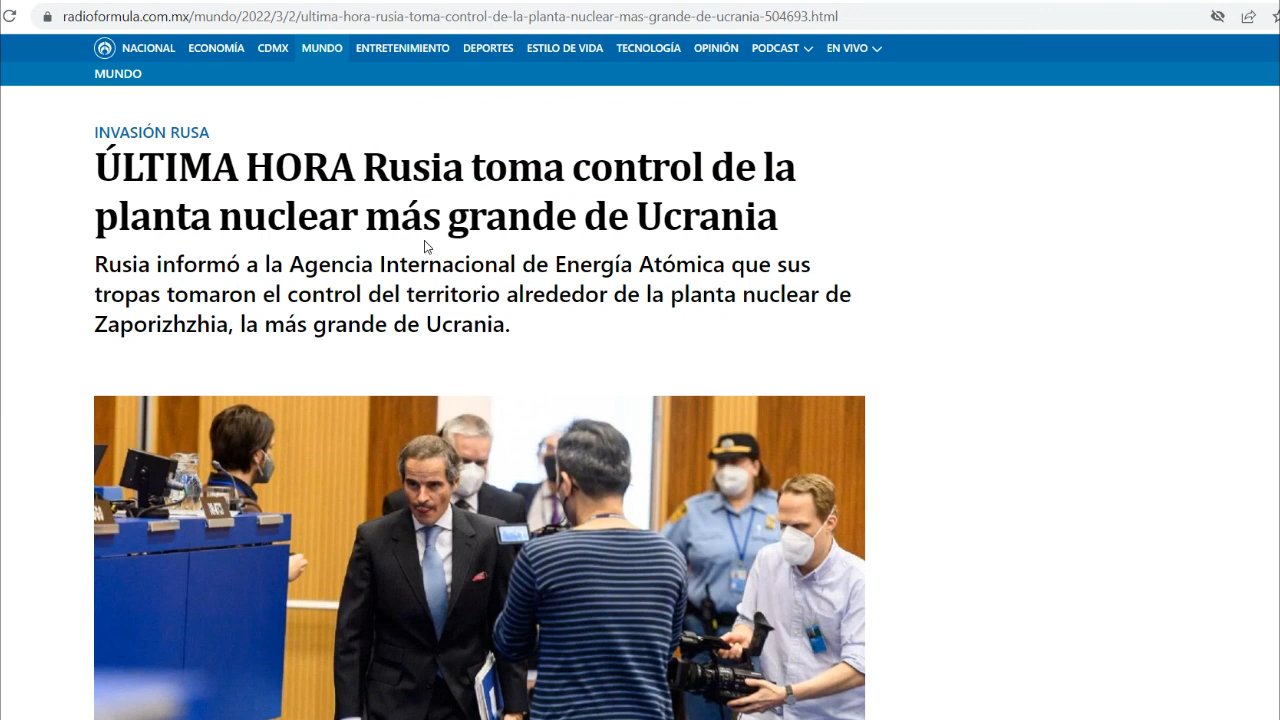 radioformula.com.mx/mundo/2022/3/2/ultima-hora-rusia-toma-control-de-la-planta-nuclear-mas-grande-de-ucrania-504693.html
NACIONAL ECONOMÍA CDMX MUNDO ENTRETENIMIENTO DEPORTES ESTILO DE VIDA TECNOLOGÍA OPINIÓN PODCAST EN VIVO
MUNDO
INVASIÓN RUSA
ÚLTIMA HORA Rusia toma control de la
planta nuclear más grande de Ucrania
Rusia informó a la Agencia Internacional de Energía Atómica que sus
tropas tomaron el control del territorio alrededor de la planta nuclear de
Zaporizhzhia, la más grande de Ucrania.